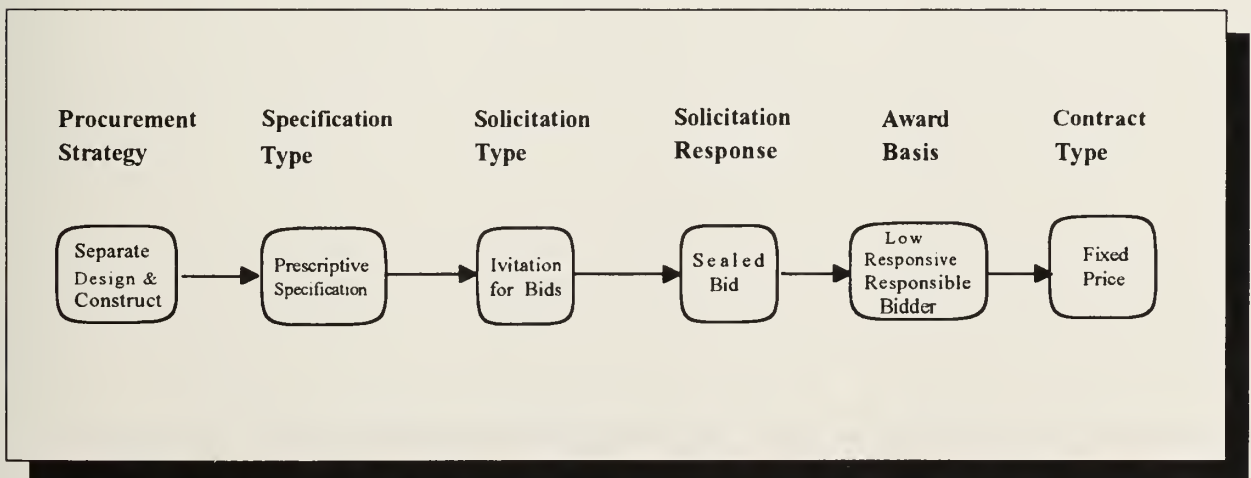 Procurement
Strategy
Specification
Type
Solicitation
Type
Solicitation
Response
Award
Basis
Contract
Type
Separate
Design &
Construct
Prescriptive
Specification
Ivitation
for Bids
Sealed
Bid
Low
Responsive
Responsible
Bidder
Fixed
Price